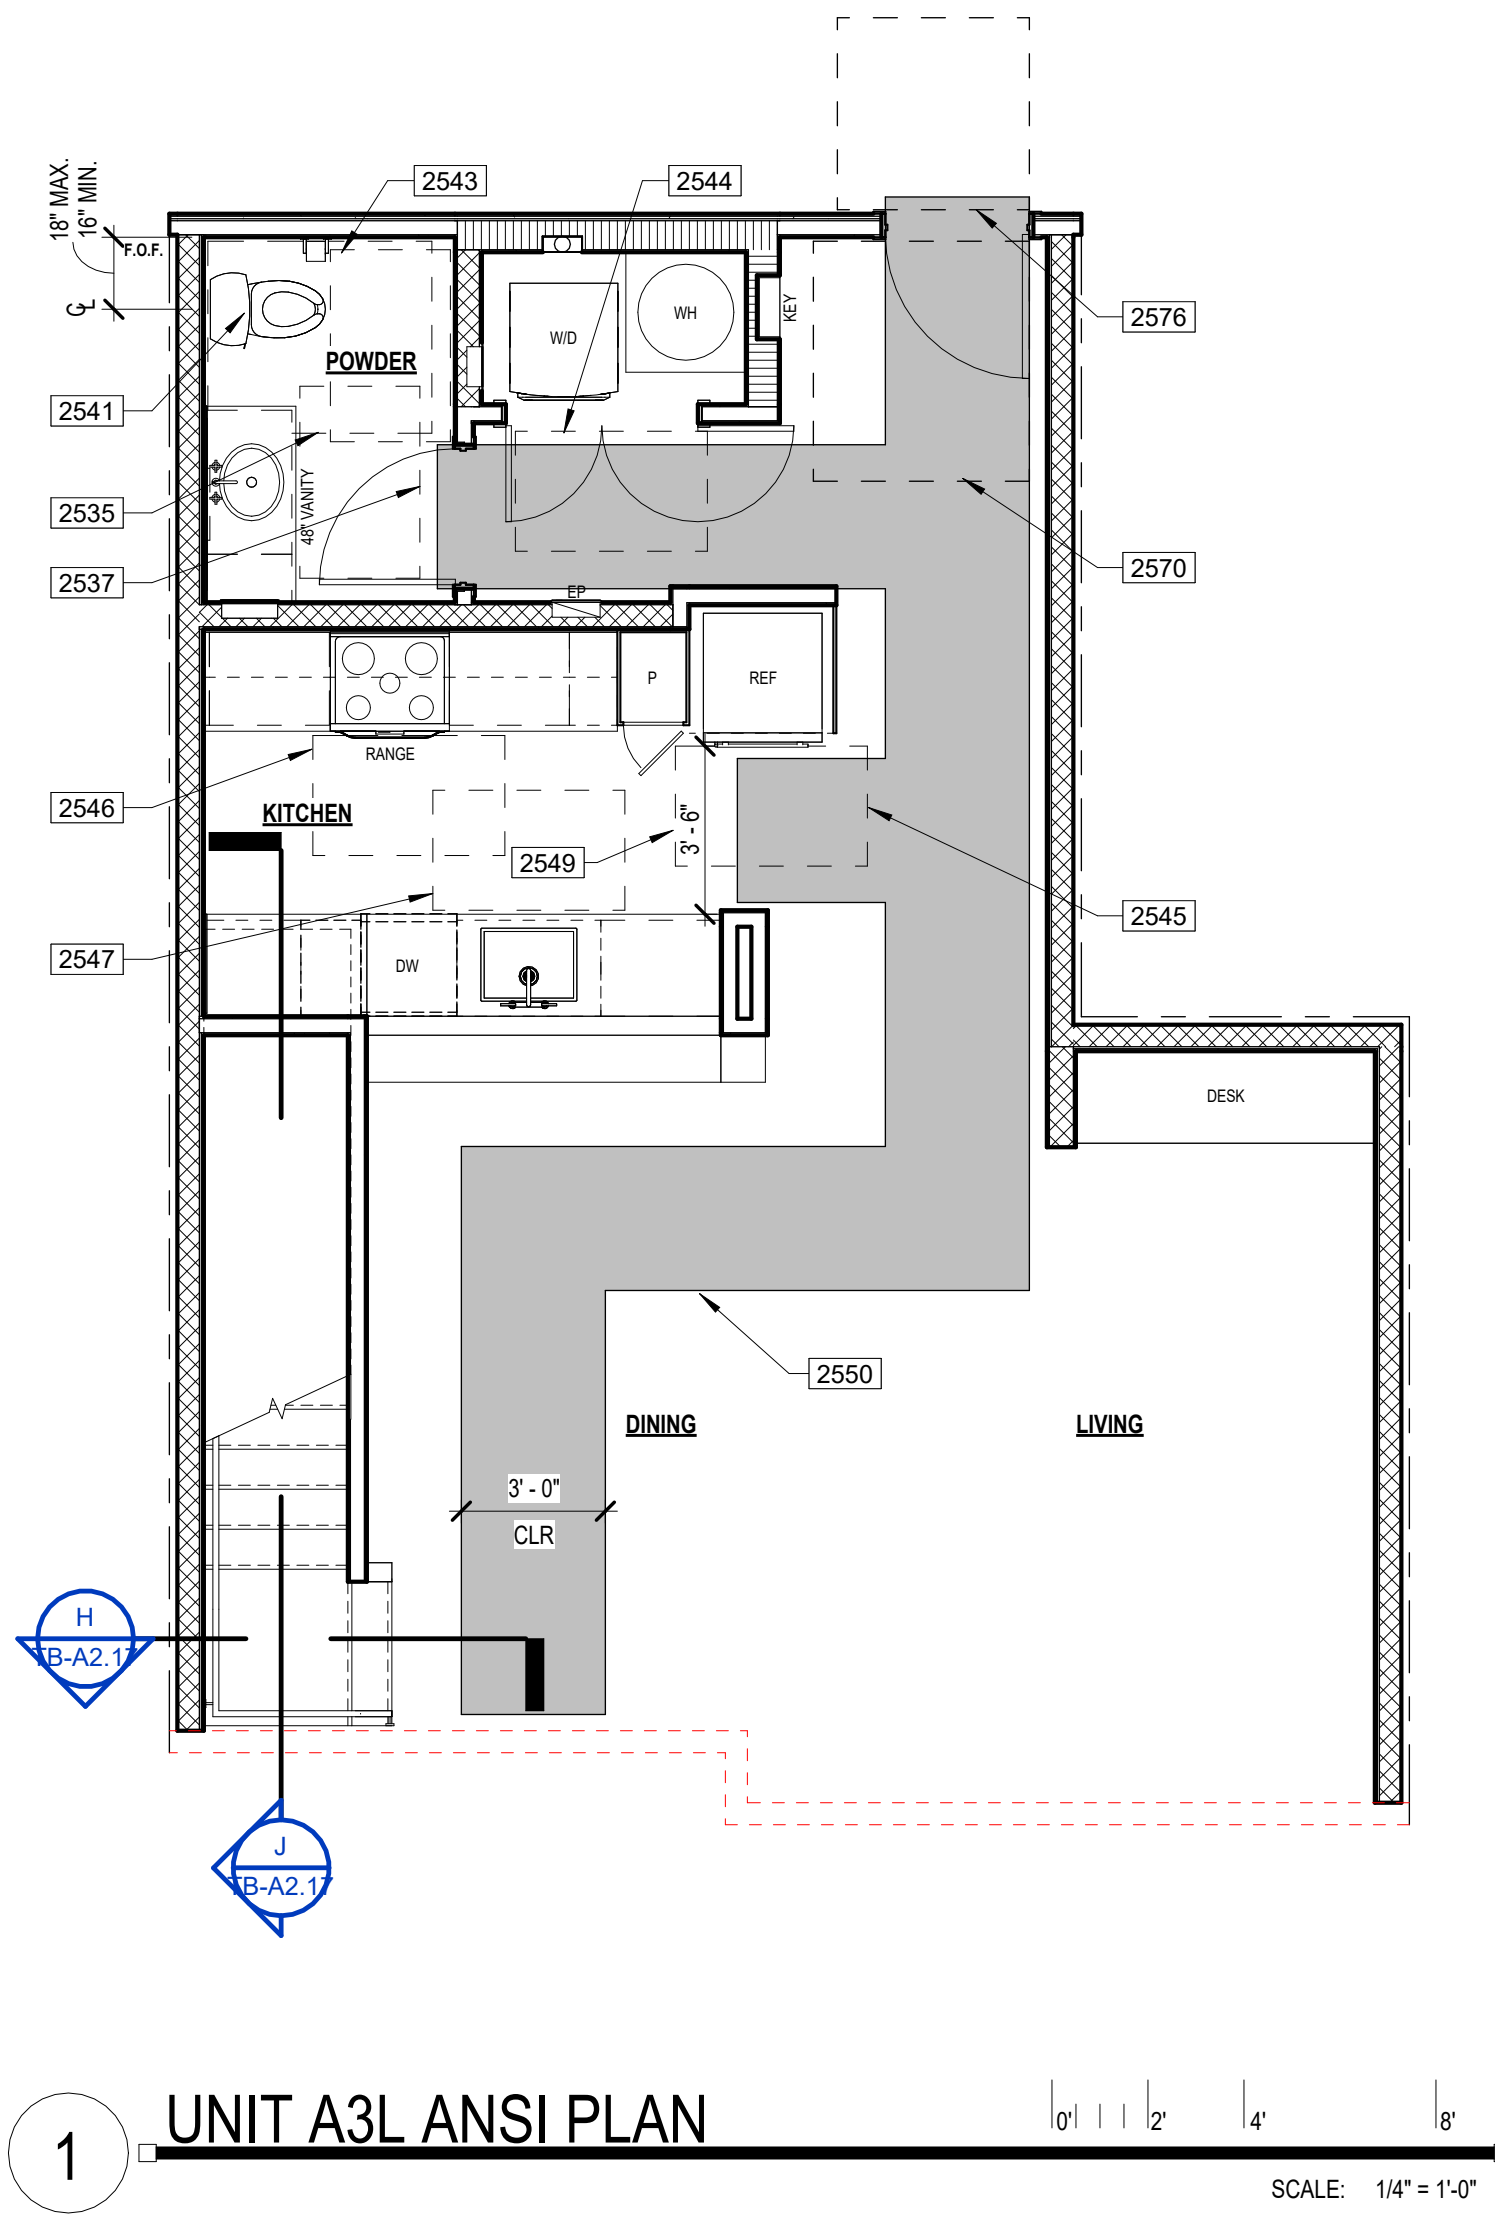 18" MAX.
16" MIN.
F.O.F.
CL
2543
2544
2576
2541
POWDER
W/D
WH
KEY
2535
48" VANITY
2537
2570
EP
P
REF
RANGE
2546
KITCHEN
2549
3' - 6"
2545
2547
DW
DESK
2550
DINING
LIVING
3' - 0"
CLR
H
TB-A2.17
J
TB-A2.17
1
UNIT A3L ANSI PLAN
0' 2' 4' 8'
SCALE: 1/4" = 1'-0"